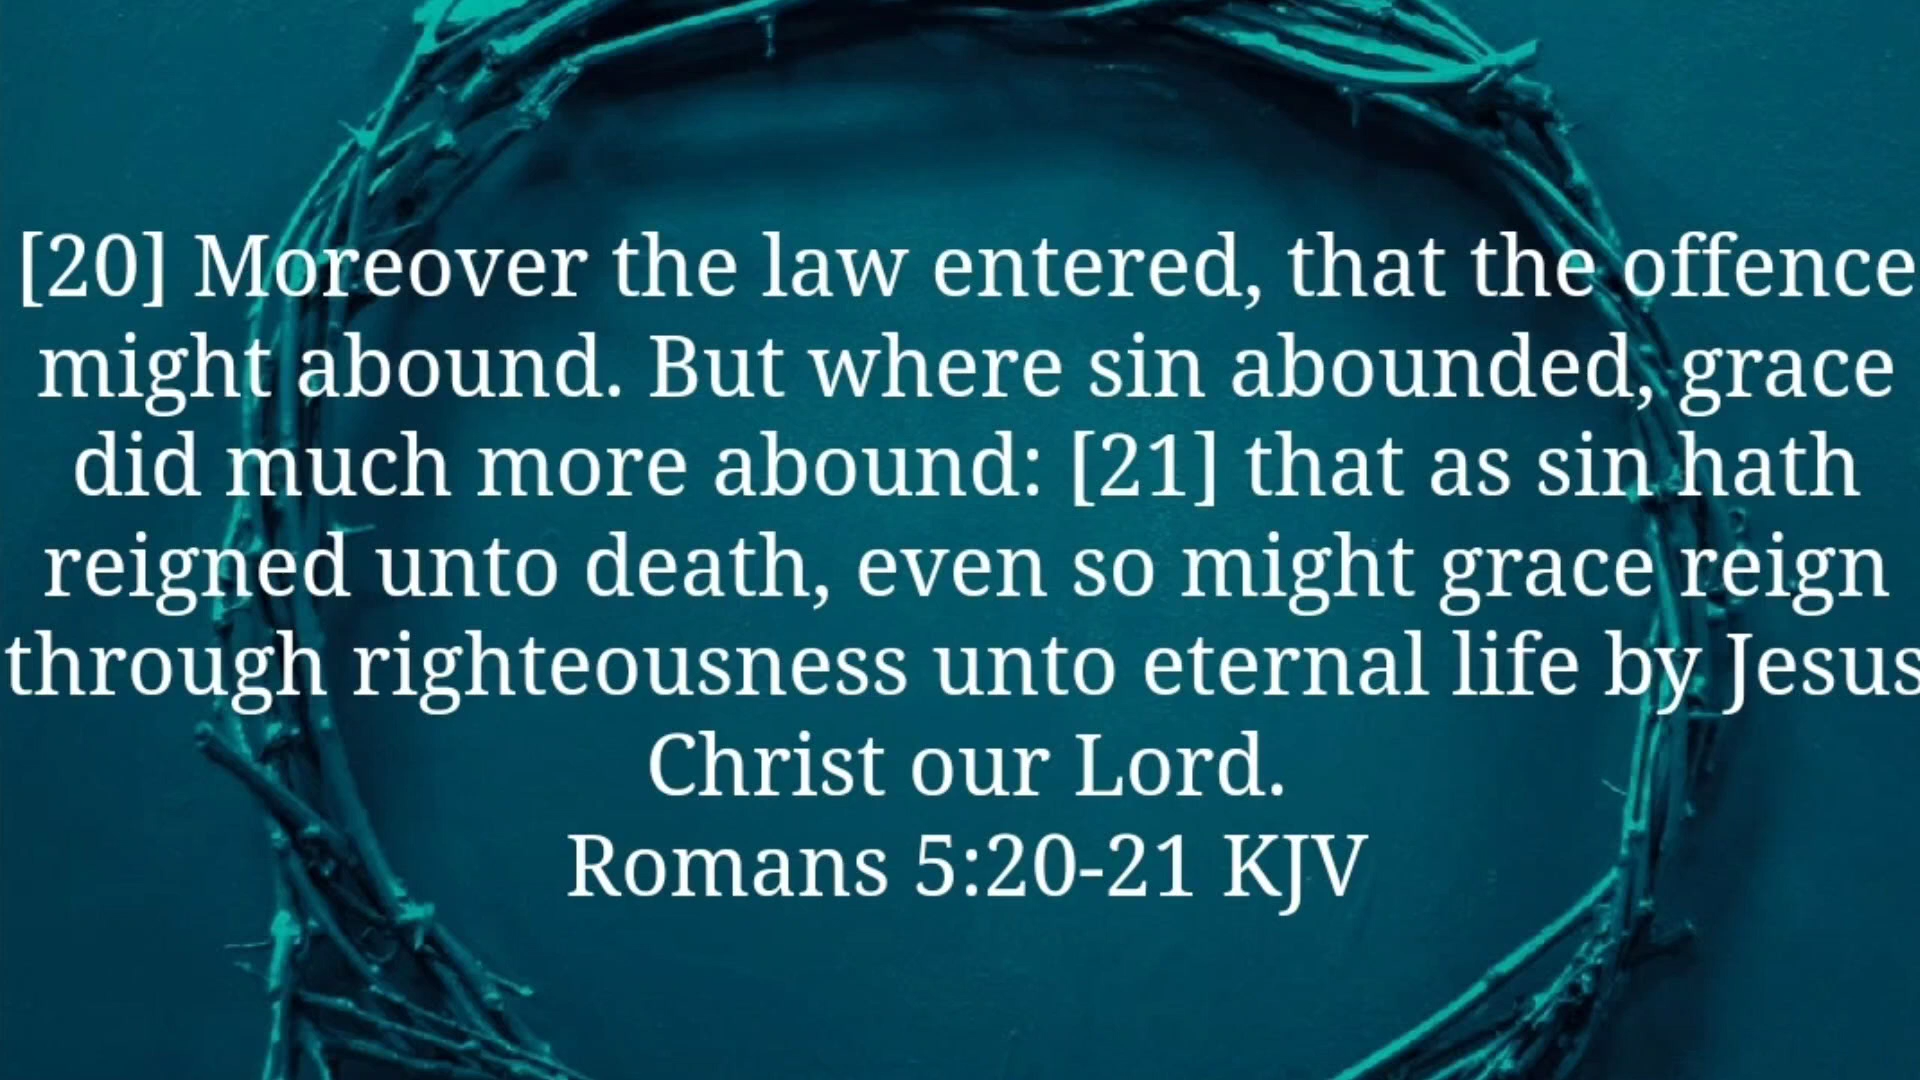 [20] Moreover the law entered, that the offence
might abound. But where sin abounded, grace
did much more abound: [21] that as sin hath
reigned unto death, even so might grace reign
through righteousness unto eternal life by Jesus
Christ our Lord.
Romans 5:20-21 KJV